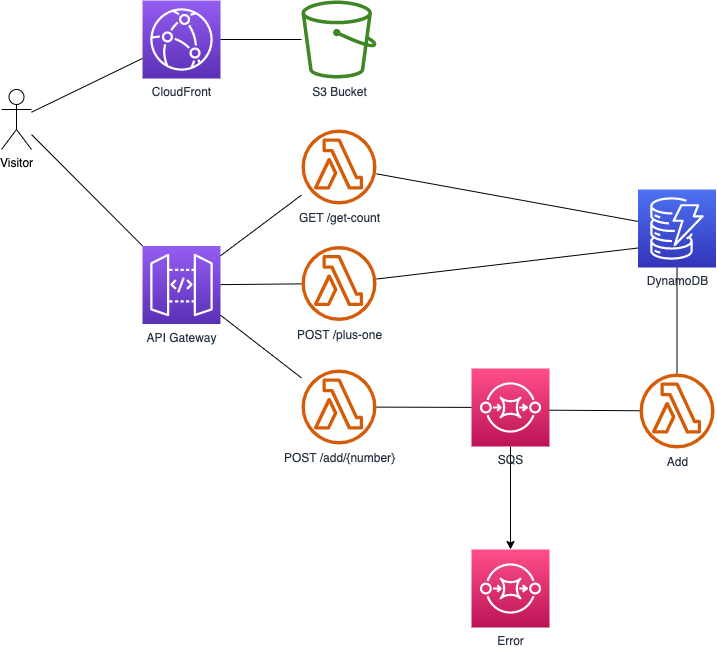 CloudFront
S3 Bucket
Visitor
GET /get-count
DynamoDB
API Gateway
POST /plus-one
POST /add/{number}
SQS
Add
Error